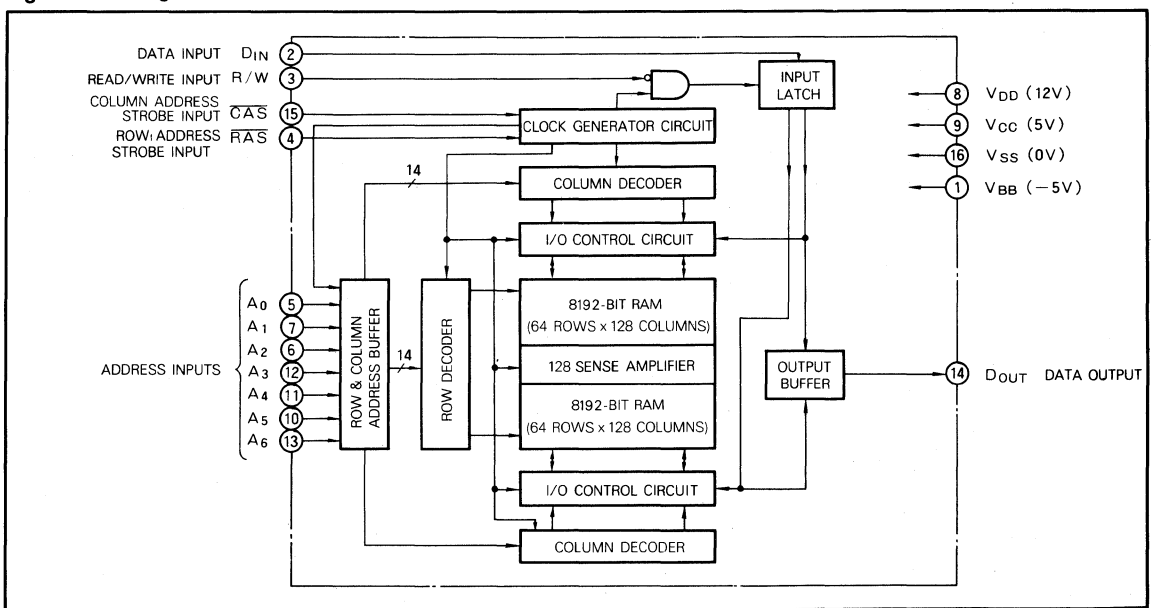 DATA INPUT DIN 2
READ/WRITE INPUT R/W 3
COLUMN ADDRESS
STROBE INPUT CAS 15
ROW ADDRESS RAS 4
STROBE INPUT
INPUT
LATCH
CLOCK GENERATOR CIRCUIT
14
COLUMN DECODER
I/O CONTROL CIRCUIT
8 VDD (12V)
9 VCC (5V)
16 VSS (0V)
1 VBB (−5V)
ADDRESS INPUTS
A0 5
A1 7
A2 6
A3 12
A4 11
A5 10
A6 13
ROW & COLUMN
ADDRESS BUFFER
14
ROW DECODER
8192-BIT RAM
(64 ROWS x 128 COLUMNS)
128 SENSE AMPLIFIER
8192-BIT RAM
(64 ROWS x 128 COLUMNS)
OUTPUT
BUFFER
14 DOUT DATA OUTPUT
I/O CONTROL CIRCUIT
COLUMN DECODER